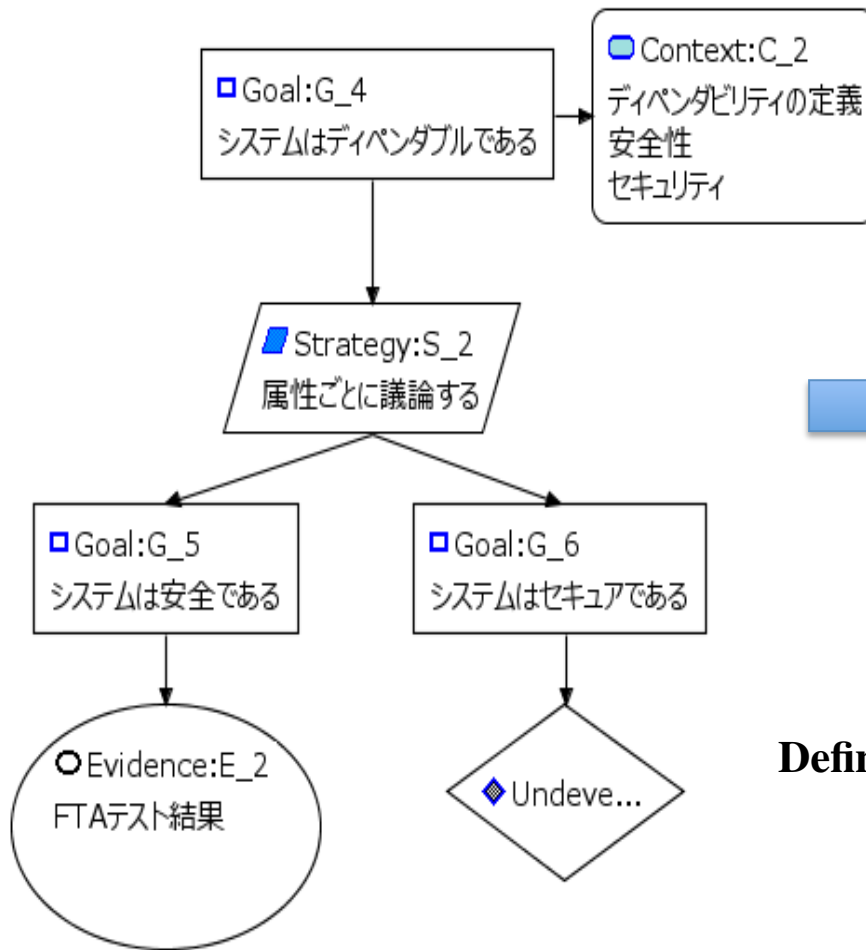 Goal:G_4
システムはディペンダブルである
Context:C_2
ディペンダビリティの定義
安全性
セキュリティ
Strategy:S_2
属性ごとに議論する
Goal:G_5
システムは安全である
Goal:G_6
システムはセキュアである
Evidence:E_2
FTAテスト結果
Undeve...
Defin